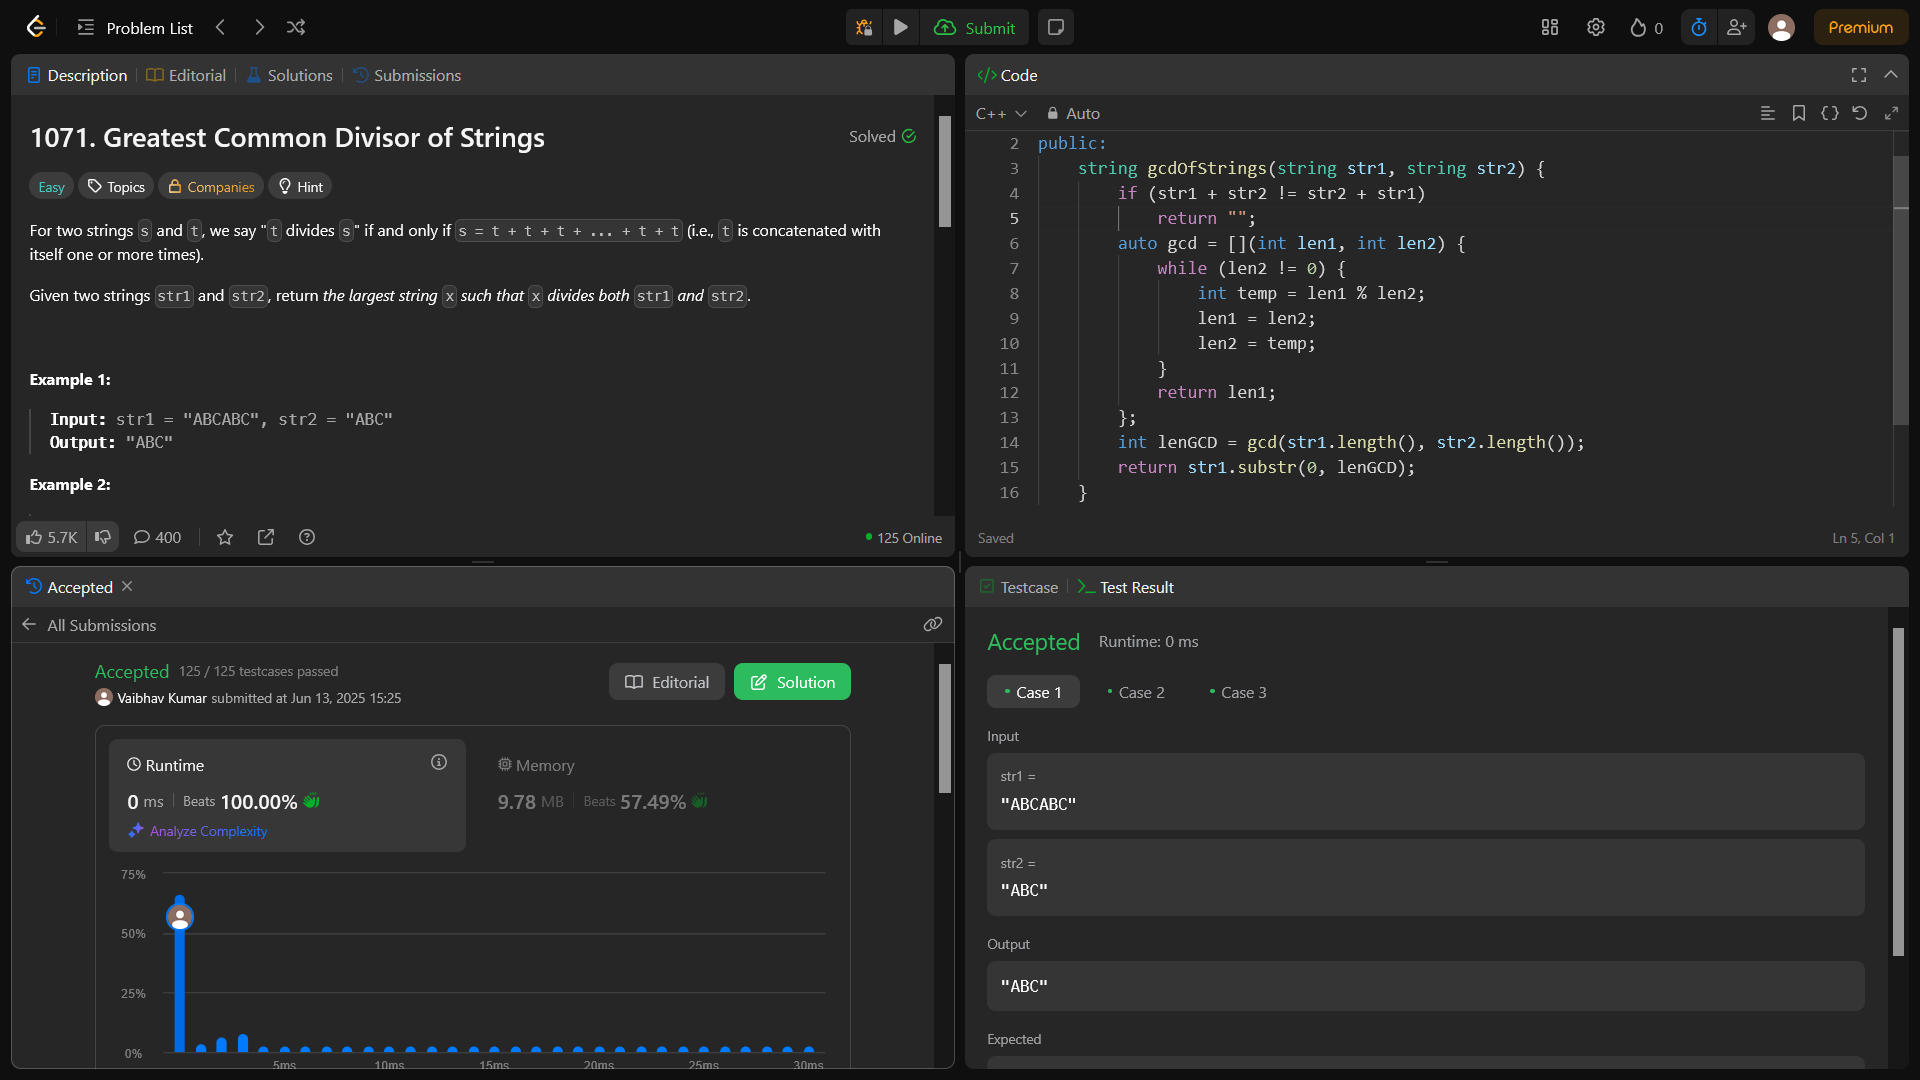 Problem List
Submit
0
Premium
Description
Editorial
Solutions
Submissions
1071. Greatest Common Divisor of Strings
Solved
Easy
Topics
Companies
Hint
For two strings s and t, we say "t divides s" if and only if s = t + t + t + ... + t + t (i.e., t is concatenated with
itself one or more times).
Given two strings str1 and str2, return the largest string x such that x divides both str1 and str2.
Example 1:
Input: str1 = "ABCABC", str2 = "ABC"
Output: "ABC"
Example 2:
5.7K
400
125 Online
Code
C++
Auto
2 public:
3 string gcdOfStrings(string str1, string str2) {
4 if (str1 + str2 != str2 + str1)
5 return "";
6 auto gcd = [](int len1, int len2) {
7 while (len2 != 0) {
8 int temp = len1 % len2;
9 len1 = len2;
10 len2 = temp;
11 }
12 return len1;
13 };
14 int lenGCD = gcd(str1.length(), str2.length());
15 return str1.substr(0, lenGCD);
16 }
Saved
Ln 5, Col 1
Accepted
All Submissions
Accepted 125 / 125 testcases passed
Vaibhav Kumar submitted at Jun 13, 2025 15:25
Editorial
Solution
Runtime
0 ms Beats 100.00%
Analyze Complexity
Memory
9.78 MB Beats 57.49%
75%
50%
25%
0%
5ms
10ms
15ms
20ms
25ms
30ms
Testcase
Test Result
Accepted Runtime: 0 ms
Case 1
Case 2
Case 3
Input
str1 =
"ABCABC"
str2 =
"ABC"
Output
"ABC"
Expected